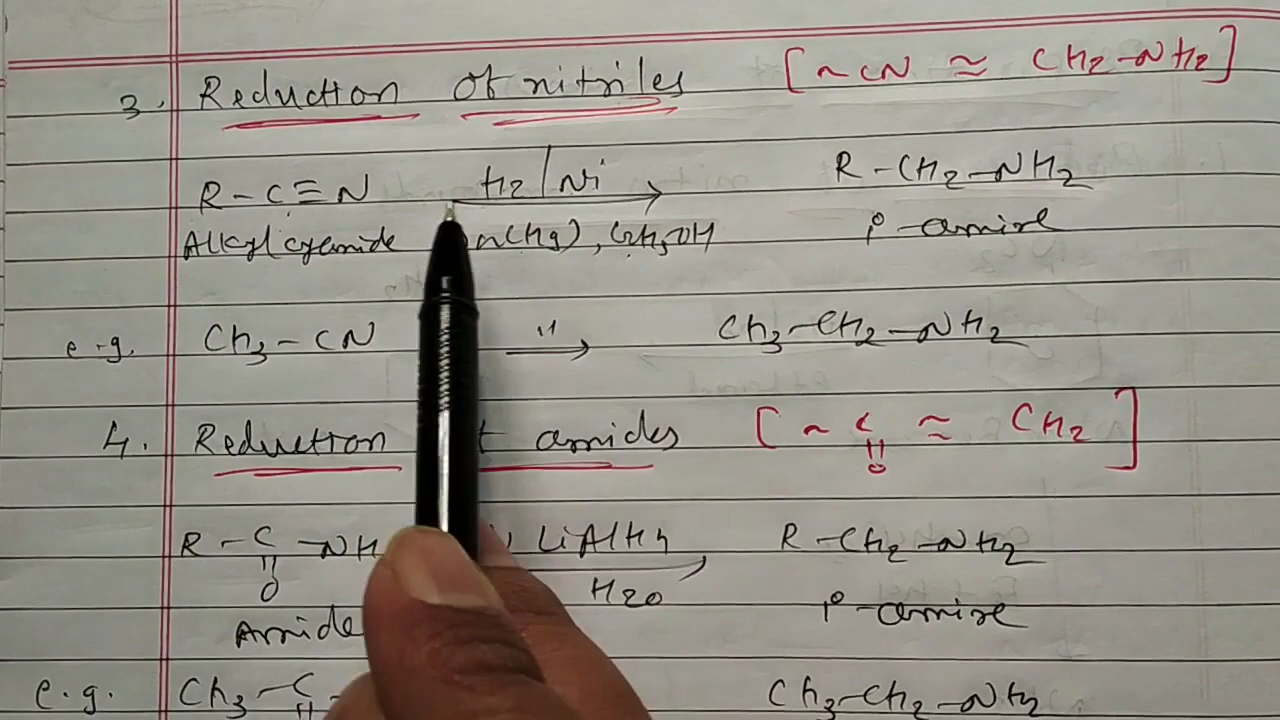 3. Reduction of nitriles [~CN ≈ CH2-NH2]
R-C≡N H2/Ni → R-CH2-NH2
Alkyl cyanide n(Hg), C2H5OH 1°-amine
e.g. CH3-CN " → CH3-CH2-NH2
4. Reduction amides [~ C ≈ CH2]
||
O
R-C-NH LiAlH4 → R-CH2-NH2
||
O H2O
Amide 1°-amine
e.g. CH3-C CH3-CH2-NH2
||